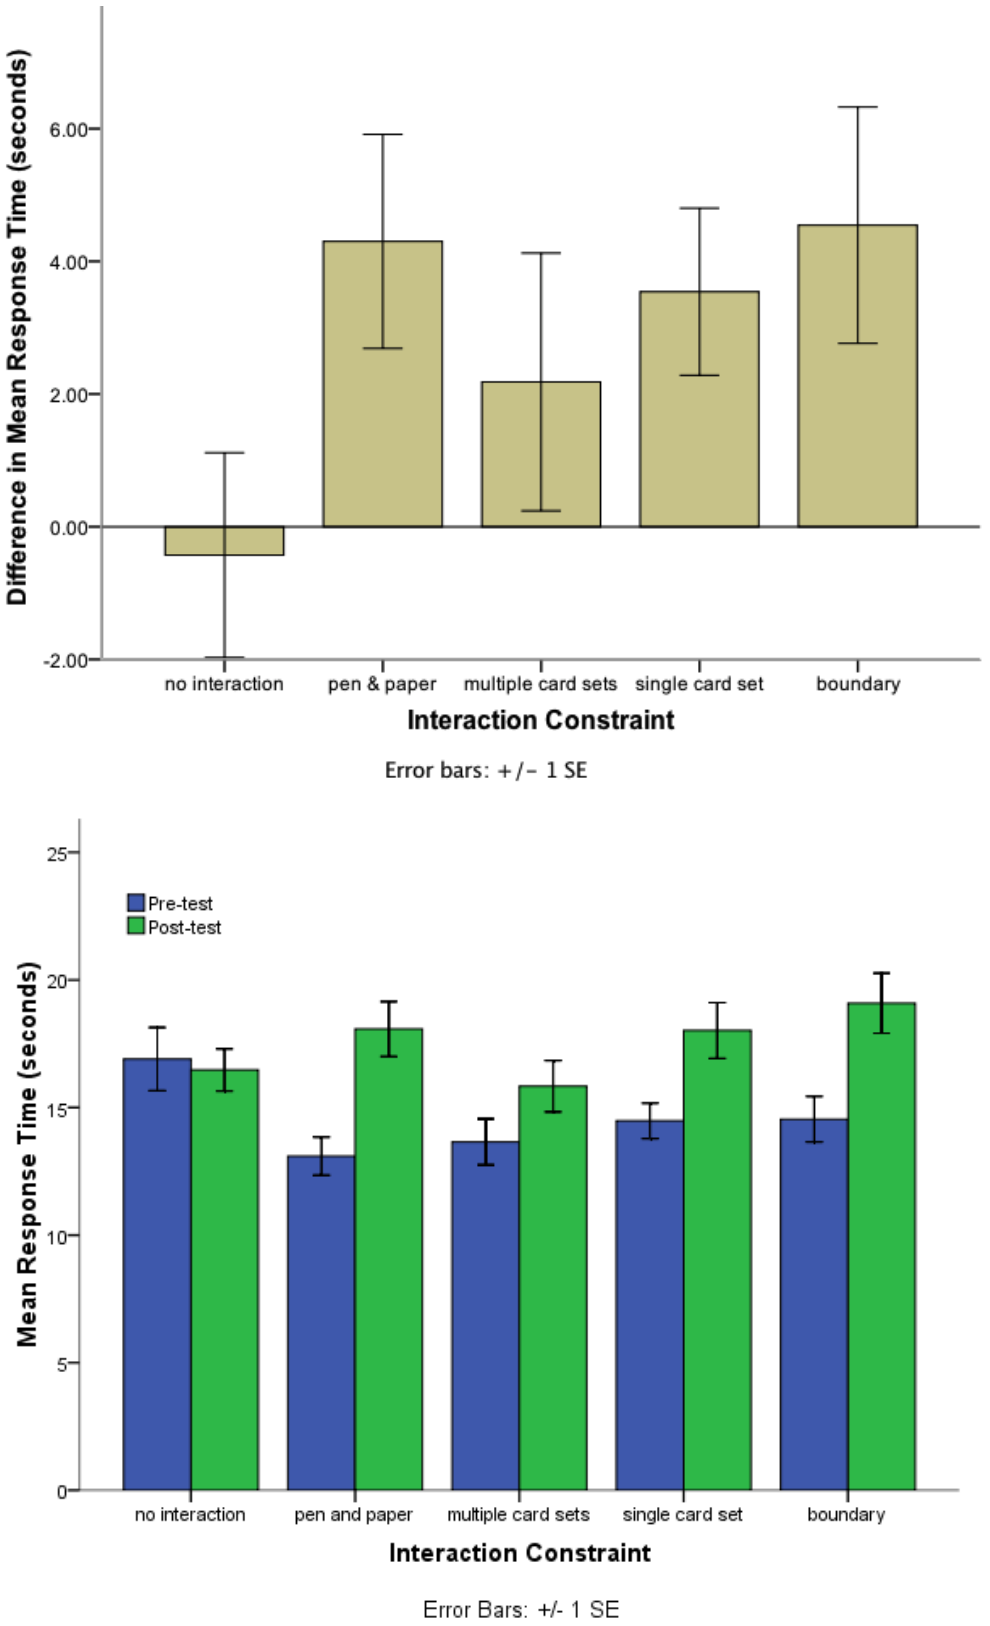 Difference in Mean Response Time (seconds)
6.00
4.00
2.00
0.00
-2.00
no interaction pen & paper multiple card sets single card set boundary
Interaction Constraint
Error bars: +/- 1 SE
Mean Response Time (seconds)
25
20
15
10
5
0
Pre-test
Post-test
no interaction pen and paper multiple card sets single card set boundary
Interaction Constraint
Error Bars: +/- 1 SE